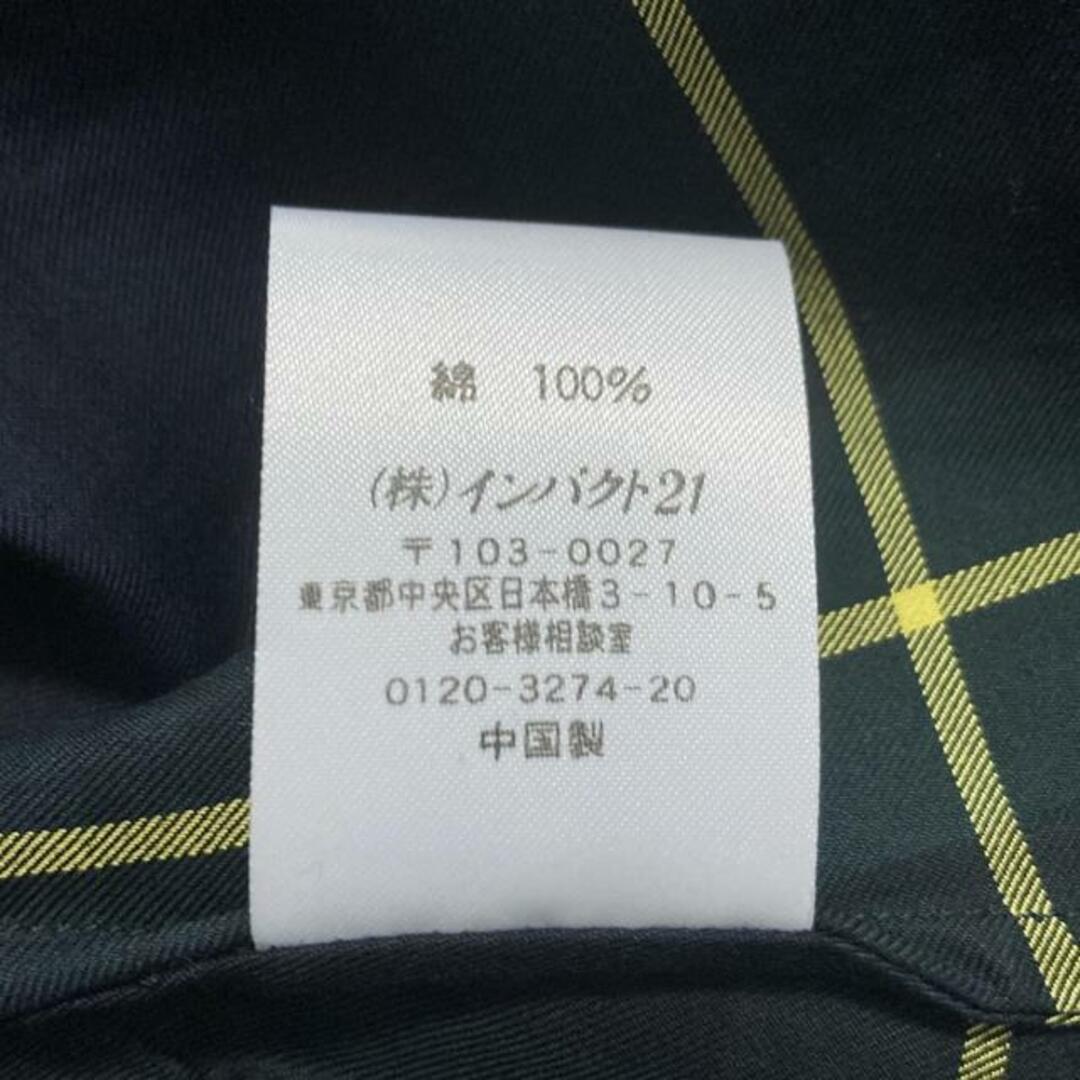 綿　100%
(株)インパクト21
〒103-0027
東京都中央区日本橋3-10-5
お客様相談室
0120-3274-20
中国製